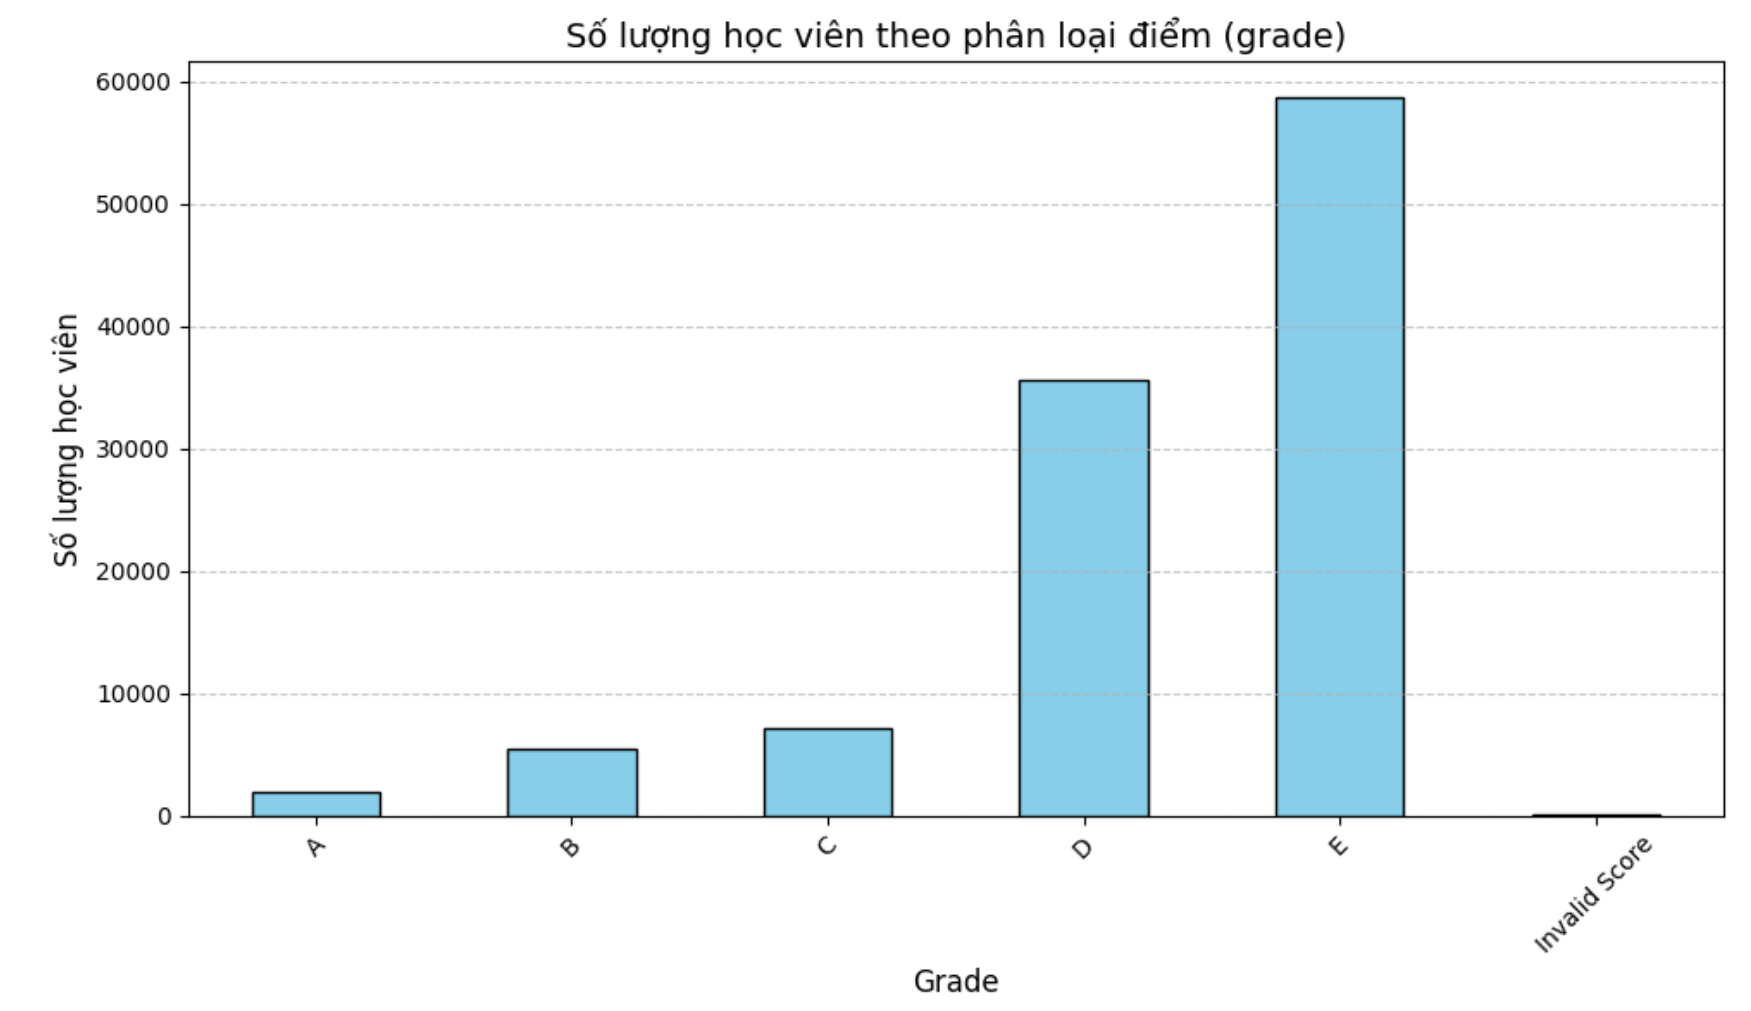 Số lượng học viên theo phân loại điểm (grade)
60000
50000
40000
30000
20000
10000
0
Số lượng học viên
A
B
C
D
E
Invalid Score
Grade